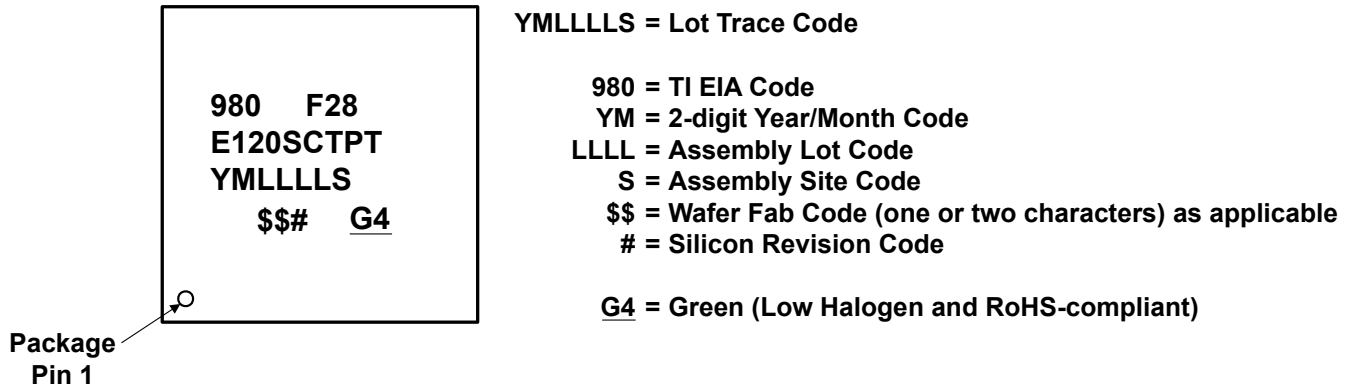 980 F28
E120SCTPT
YMLLLLS
$$# G4
Package
Pin 1
YMLLLLS = Lot Trace Code
980 = TI EIA Code
YM = 2-digit Year/Month Code
LLLL = Assembly Lot Code
S = Assembly Site Code
$$ = Wafer Fab Code (one or two characters) as applicable
# = Silicon Revision Code
G4 = Green (Low Halogen and RoHS-compliant)